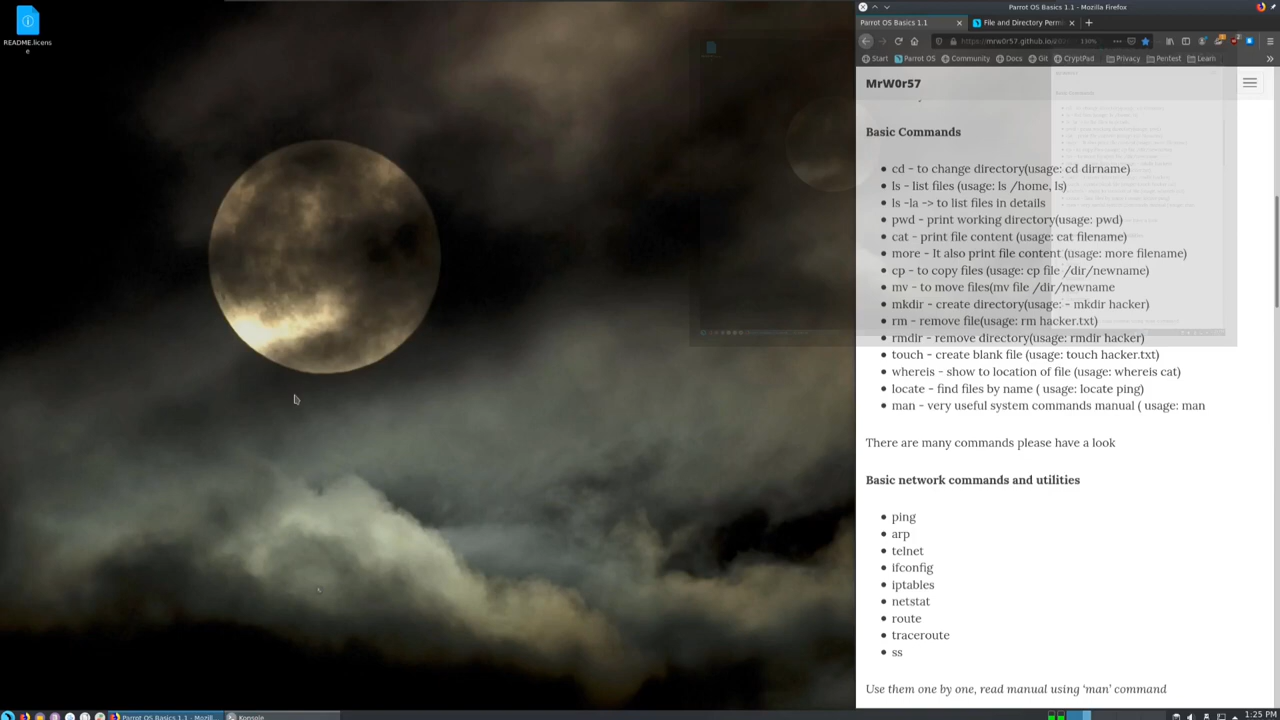 README.licens
e
Parrot OS Basics 1.1 - Mozilla Firefox
Parrot OS Basics 1.1
File and Directory Permi
https://mrw0r57.github.io/
110%
Start
Parrot OS
Community
Docs
Git
CryptPad
Privacy
Pentest
Learn
MrW0r57
Basic Commands
cd - to change directory(usage: cd dirname)
ls - list files (usage: ls /home, ls)
ls -la -> to list files in details
pwd - print working directory(usage: pwd)
cat - print file content (usage: cat filename)
more - It also print file content (usage: more filename)
cp - to copy files (usage: cp file /dir/newname)
mv - to move files(mv file /dir/newname
mkdir - create directory(usage: - mkdir hacker)
rm - remove file(usage: rm hacker.txt)
rmdir - remove directory(usage: rmdir hacker)
touch - create blank file (usage: touch hacker.txt)
whereis - show to location of file (usage: whereis cat)
locate - find files by name ( usage: locate ping)
man - very useful system commands manual ( usage: man
There are many commands please have a look
Basic network commands and utilities
ping
arp
telnet
ifconfig
iptables
netstat
route
traceroute
ss
Use them one by one, read manual using ‘man’ command
Parrot OS Basics 1.1 - Mozil
Konsole
1:25 PM